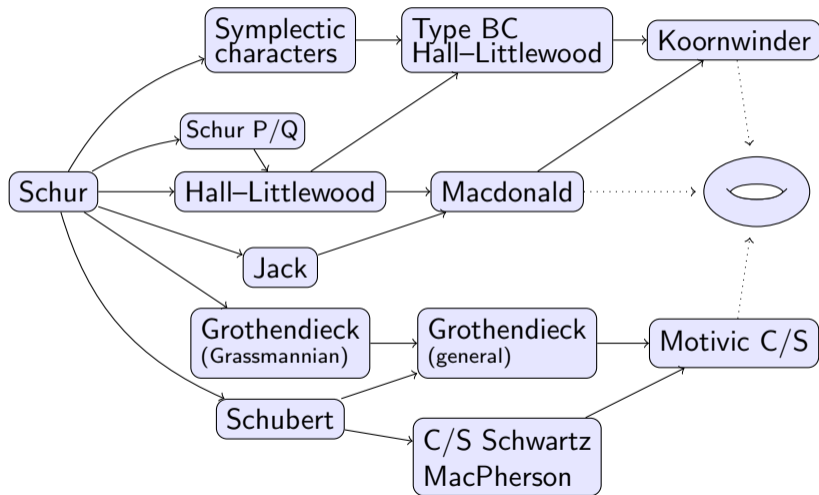 Symplectic
characters
Type BC
Hall–Littlewood
Koornwinder
Schur P/Q
Schur
Hall–Littlewood
Macdonald
Jack
Grothendieck
(Grassmannian)
Grothendieck
(general)
Motivic C/S
Schubert
C/S Schwartz
MacPherson